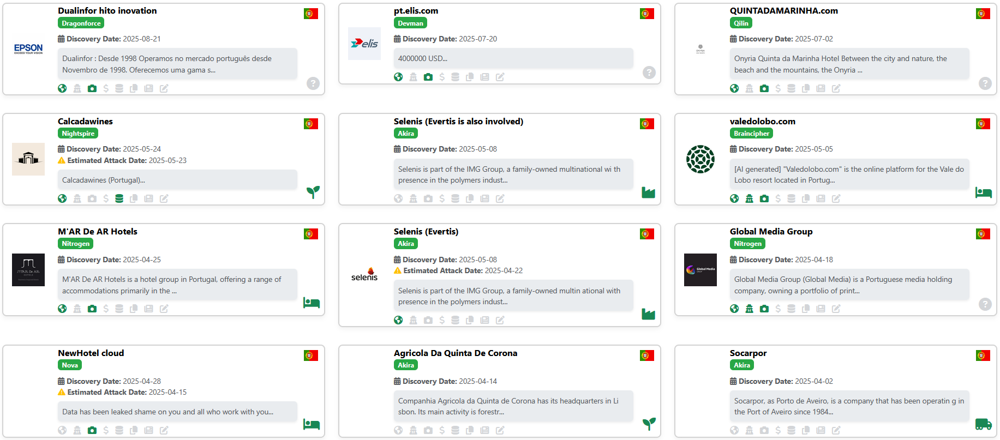 Dualinfor hito inovation
Dragonforce
EPSON
EXCEED YOUR VISION
Discovery Date: 2025-08-21
Dualinfor : Desde 1998 Operamos no mercado português desde
Novembro de 1998. Oferecemos uma gama s...
?
pt.elis.com
Devman
elis
Discovery Date: 2025-07-20
4000000 USD...
?
QUINTADAMARINHA.com
Qilin
ONYRIA
Discovery Date: 2025-07-02
Onyria Quinta da Marinha Hotel Between the city and nature, the
beach and the mountains, the Onyria ...
?
Calcadawines
Nightspire
Discovery Date: 2025-05-24
Estimated Attack Date: 2025-05-23
Calcadawines (Portugal)...
Selenis (Evertis is also involved)
Akira
Discovery Date: 2025-05-08
Selenis is part of the IMG Group, a family-owned multinational wi th
presence in the polymers indust...
valedolobo.com
Braincipher
Discovery Date: 2025-05-05
[AI generated] "Valedolobo.com" is the online platform for the Vale do
Lobo resort located in Portug...
M'AR De AR Hotels
Nitrogen
M'AR De AR
HOTELS
Discovery Date: 2025-04-25
M'AR De AR Hotels is a hotel group in Portugal, offering a range of
accommodations primarily in the ...
Selenis (Evertis)
Akira
selenis
Discovery Date: 2025-05-08
Estimated Attack Date: 2025-04-22
Selenis is part of the IMG Group, a family-owned multin ational with
presence in the polymers indust...
Global Media Group
Nitrogen
Global Media
GROUP
Discovery Date: 2025-04-18
Global Media Group (Global Media) is a Portuguese media holding
company, owning a portfolio of print...
?
NewHotel cloud
Nova
Discovery Date: 2025-04-28
Estimated Attack Date: 2025-04-15
Data has been leaked shame on you and all who work with you...
Agricola Da Quinta De Corona
Akira
Discovery Date: 2025-04-14
Companhia Agricola da Quinta de Corona has its headquarters in Li
sbon. Its main activity is forestr...
Socarpor
Akira
Discovery Date: 2025-04-02
Socarpor, as Porto de Aveiro, is a company that has been operatin g in
the Port of Aveiro since 1984...